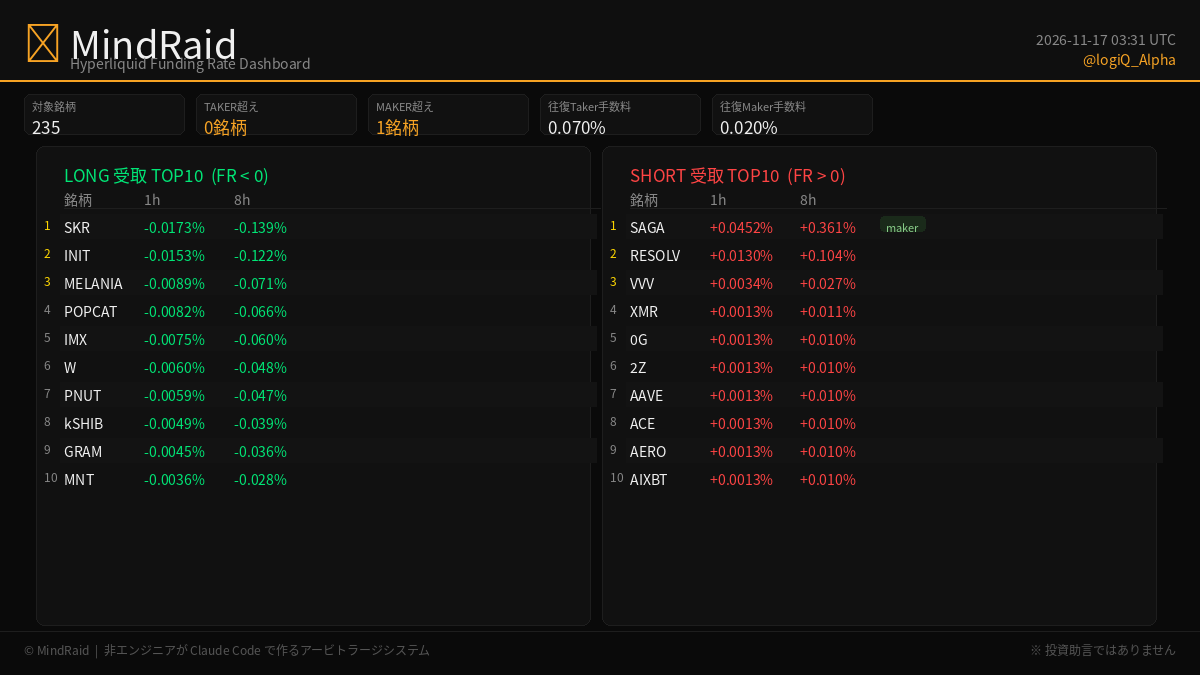 MindRaid
Hyperliquid Funding Rate Dashboard
2026-11-17 03:31 UTC
@logiQ_Alpha
対象銘柄
235
TAKER超え
0銘柄
MAKER超え
1銘柄
往復Taker手数料
0.070%
往復Maker手数料
0.020%
LONG 受取 TOP10 (FR < 0)
銘柄 1h 8h
1 SKR -0.0173% -0.139%
2 INIT -0.0153% -0.122%
3 MELANIA -0.0089% -0.071%
4 POPCAT -0.0082% -0.066%
5 IMX -0.0075% -0.060%
6 W -0.0060% -0.048%
7 PNUT -0.0059% -0.047%
8 kSHIB -0.0049% -0.039%
9 GRAM -0.0045% -0.036%
10 MNT -0.0036% -0.028%
SHORT 受取 TOP10 (FR > 0)
銘柄 1h 8h
1 SAGA +0.0452% +0.361% maker
2 RESOLV +0.0130% +0.104%
3 VVV +0.0034% +0.027%
4 XMR +0.0013% +0.011%
5 0G +0.0013% +0.010%
6 2Z +0.0013% +0.010%
7 AAVE +0.0013% +0.010%
8 ACE +0.0013% +0.010%
9 AERO +0.0013% +0.010%
10 AIXBT +0.0013% +0.010%
© MindRaid | 非エンジニアが Claude Code で作るアービトラージシステム
※ 投資助言ではありません